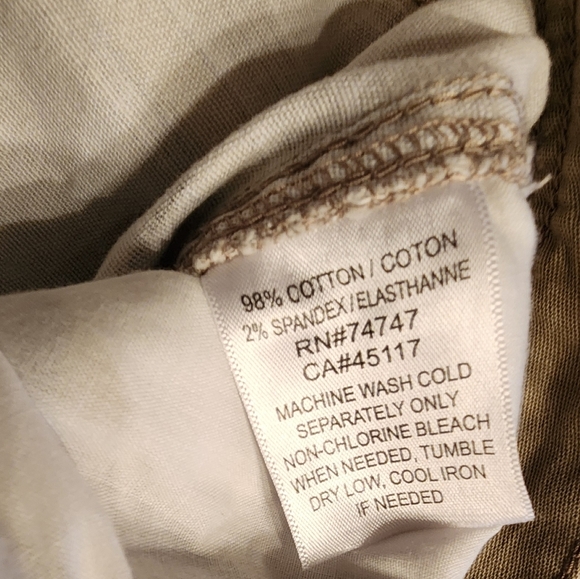 98% COTTON / COTON
2% SPANDEX/ELASTHANNE
RN#74747
CA#45117
MACHINE WASH COLD
SEPARATELY ONLY
NON-CHLORINE BLEACH
WHEN NEEDED, TUMBLE
DRY LOW, COOL IRON
IF NEEDED